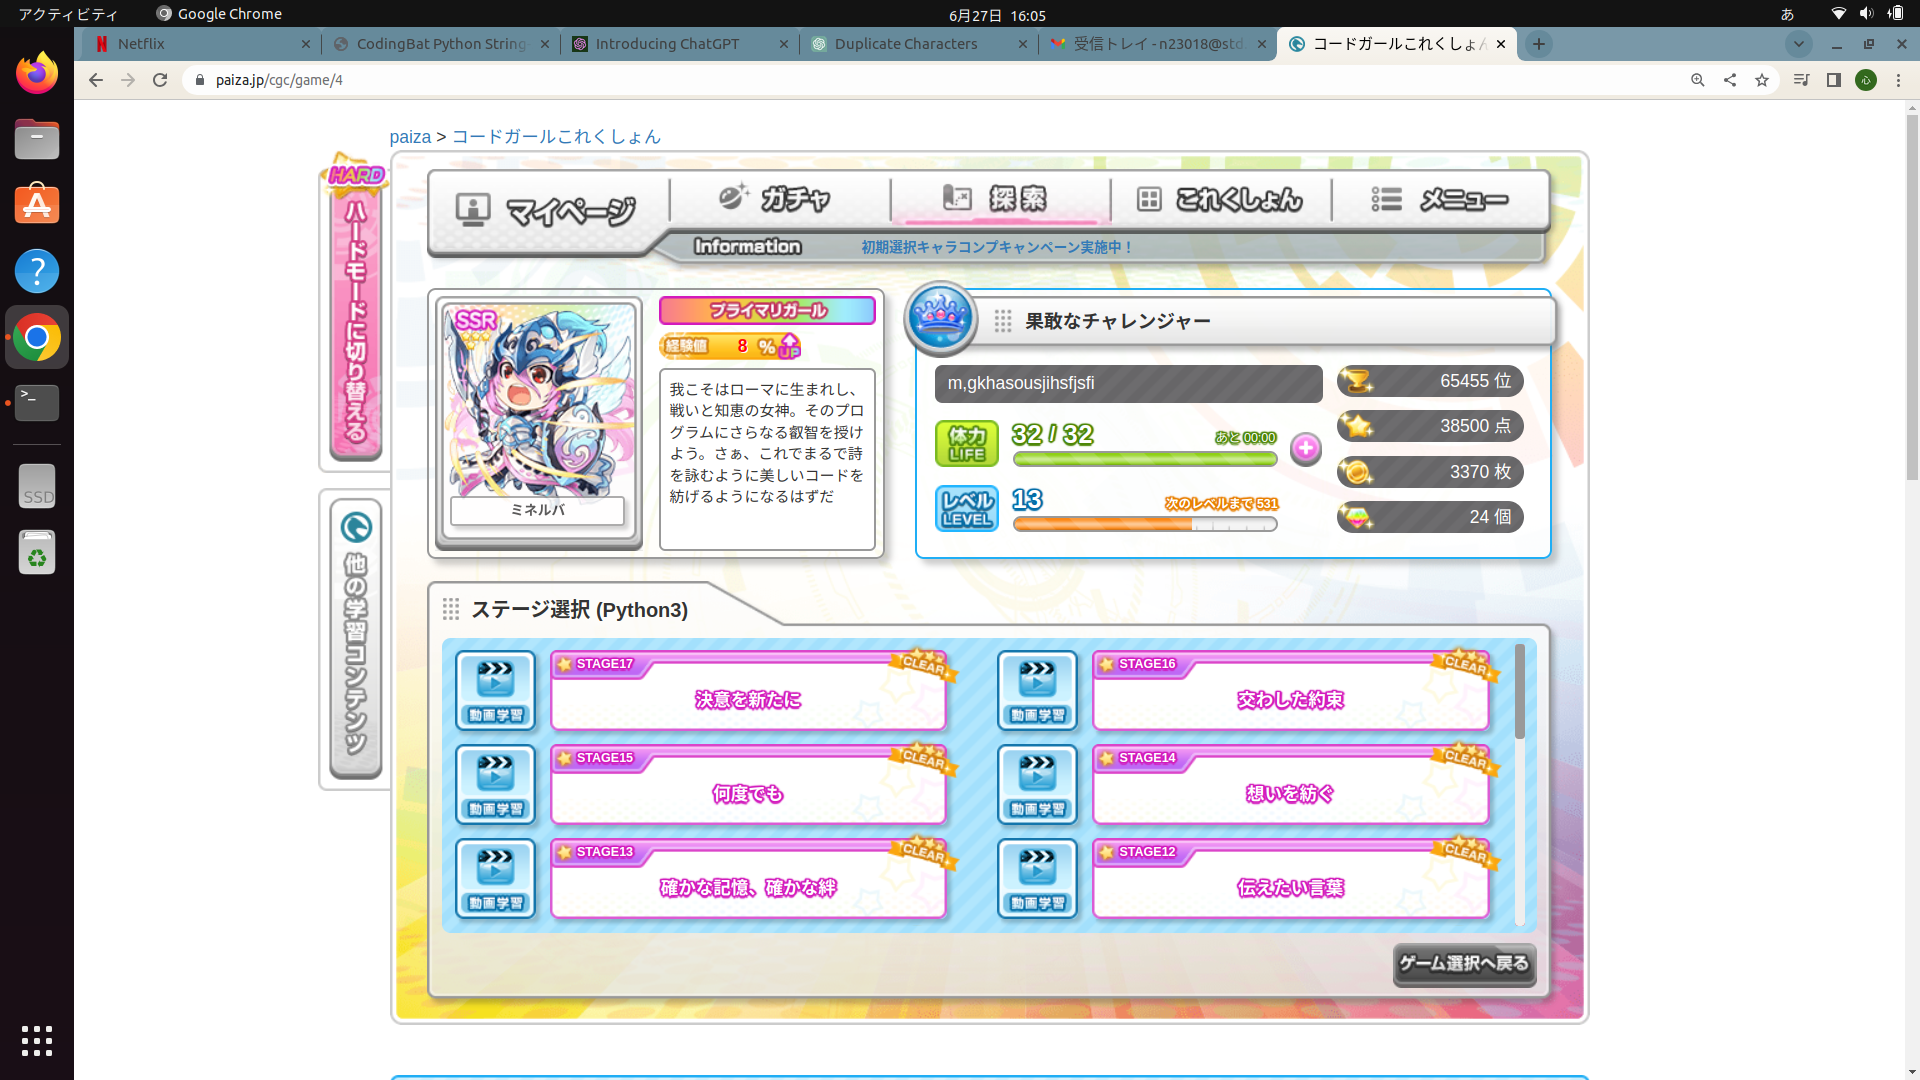 アクティビティ
Google Chrome
6月27日 16:05
あ
Netflix
CodingBat Python String
Introducing ChatGPT
Duplicate Characters
受信トレイ - n23018@std.
コードガールこれくしょん
paiza.jp/cgc/game/4
心
paiza > コードガールこれくしょん
HARD
ハードモードに切り替える
他の学習コンテンツ
マイページ
ガチャ
探索
これくしょん
メニュー
Information
初期選択キャラコンプキャンペーン実施中！
SSR
ミネルバ
プライマリガール
経験値 8 % UP
我こそはローマに生まれし、
戦いと知恵の女神。そのプロ
グラムにさらなる叡智を授け
よう。さぁ、これでまるで詩
を詠むように美しいコードを
紡げるようになるはずだ
果敢なチャレンジャー
m,gkhasousjihsfjsfi
体力 LIFE
32 / 32
あと 00:00
レベル LEVEL
13
次のレベルまで 531
65455 位
38500 点
3370 枚
24 個
ステージ選択 (Python3)
動画学習
STAGE17
CLEAR
決意を新たに
動画学習
STAGE16
CLEAR
交わした約束
動画学習
STAGE15
CLEAR
何度でも
動画学習
STAGE14
CLEAR
想いを紡ぐ
動画学習
STAGE13
CLEAR
確かな記憶、確かな絆
動画学習
STAGE12
CLEAR
伝えたい言葉
ゲーム選択へ戻る
SSD